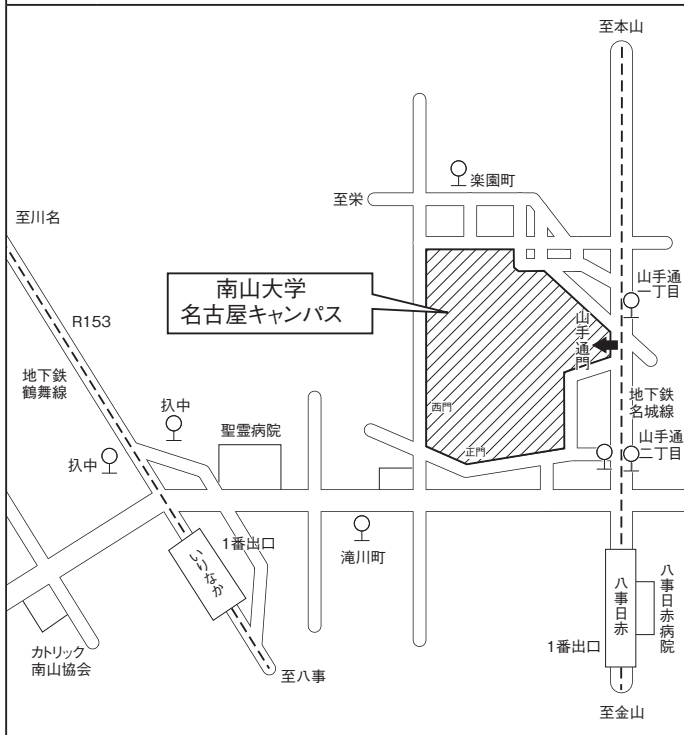 至本山
楽園町
至栄
至川名
山手通
一丁目
南山大学
名古屋キャンパス
R153
山手通門
地下鉄
鶴舞線
地下鉄
名城線
西門
扖中
聖霊病院
山手通
二丁目
正門
扖中
1番出口
滝川町
いりなか
八事日赤
八事日赤病院
1番出口
カトリック
南山協会
至八事
至金山